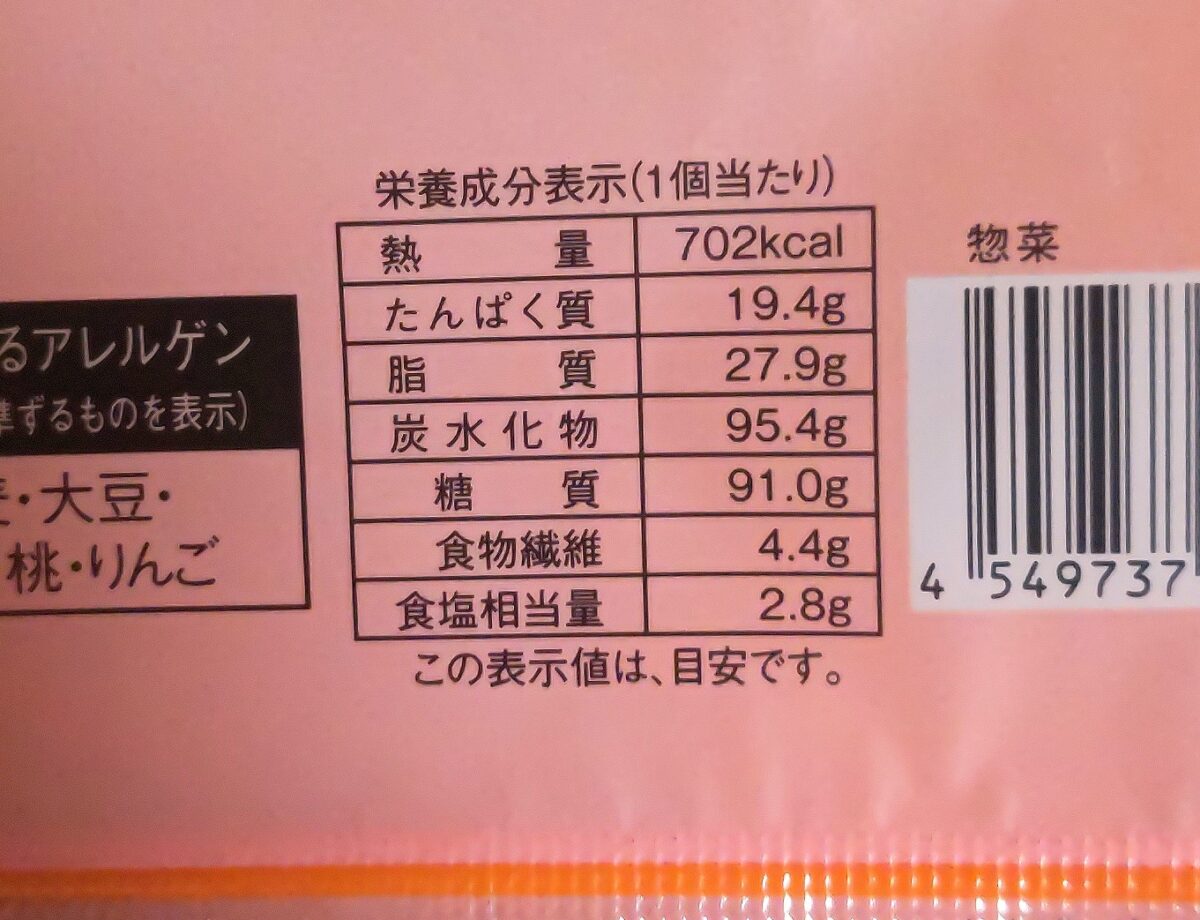 栄養成分表示(1個当たり)
熱量 702kcal
たんぱく質 19.4g
脂質 27.9g
炭水化物 95.4g
糖質 91.0g
食物繊維 4.4g
食塩相当量 2.8g
この表示値は、目安です。
るアレルゲン
準ずるものを表示)
・大豆・
桃・りんご
惣菜
4 549737